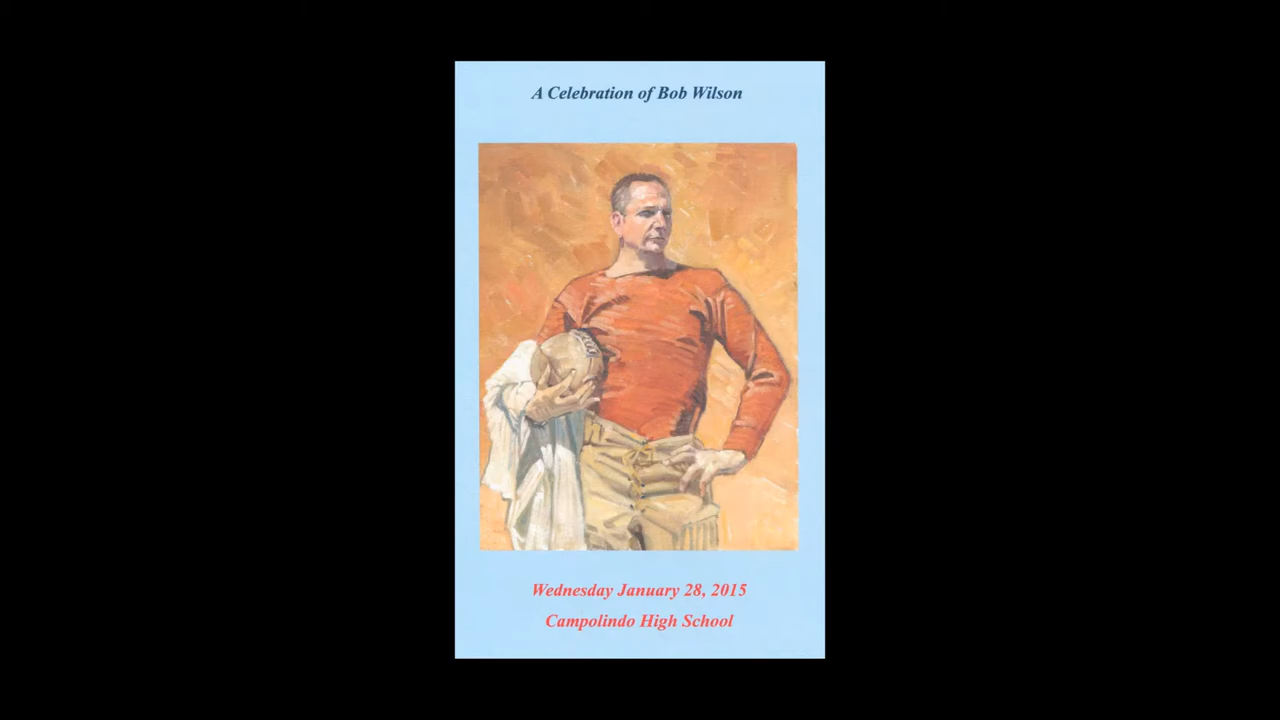 A Celebration of Bob Wilson
Wednesday January 28, 2015
Campolindo High School